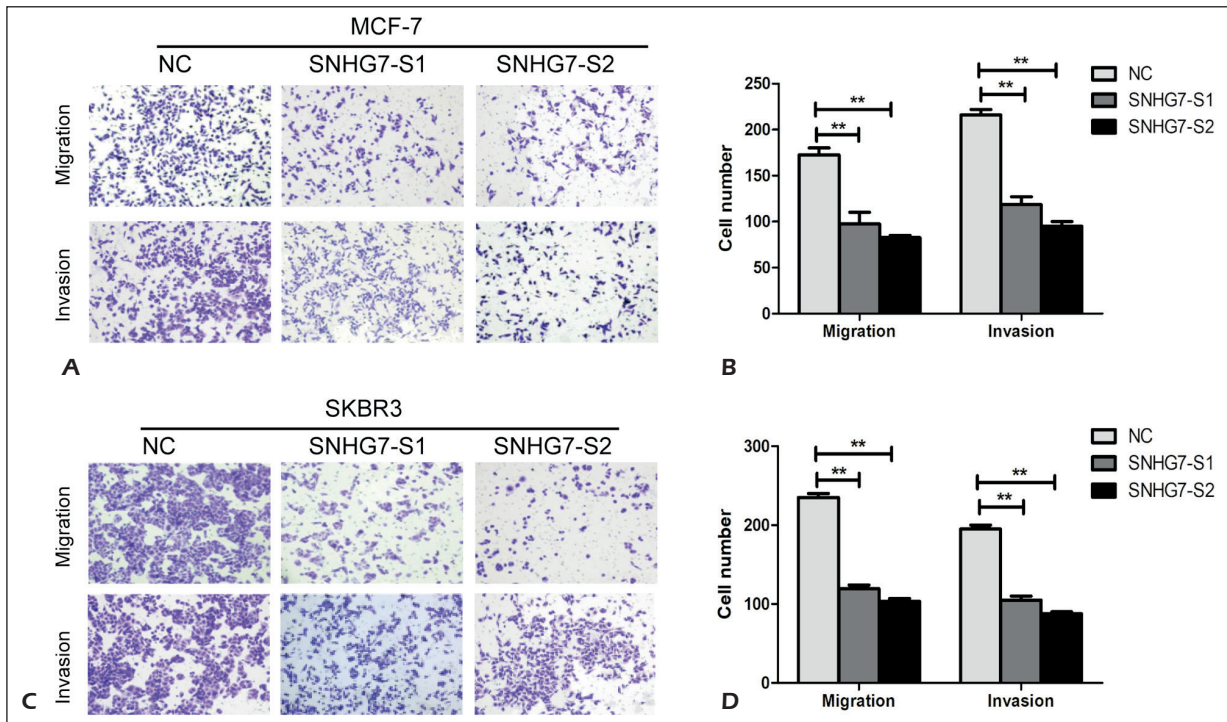 MCF-7
NC SNHG7-S1 SNHG7-S2
Migration
Invasion
A
250
200
150
100
50
0
Cell number
** ** ** **
Migration Invasion
NC
SNHG7-S1
SNHG7-S2
B
SKBR3
NC SNHG7-S1 SNHG7-S2
Migration
Invasion
C
300
200
100
0
Cell number
** ** ** **
Migration Invasion
NC
SNHG7-S1
SNHG7-S2
D